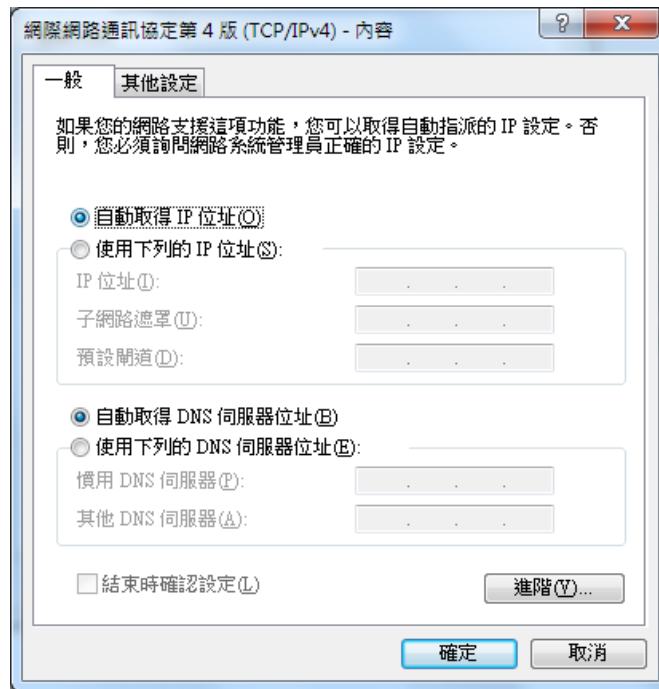 網際網路通訊協定第 4 版 (TCP/IPv4) - 內容
一般
其他設定
如果您的網路支援這項功能，您可以取得自動指派的 IP 設定。否
則，您必須詢問網路系統管理員正確的 IP 設定。
自動取得 IP 位址(O)
使用下列的 IP 位址(S):
IP 位址(I):
子網路遮罩(U):
預設閘道(D):
自動取得 DNS 伺服器位址(B)
使用下列的 DNS 伺服器位址(E):
慣用 DNS 伺服器(P):
其他 DNS 伺服器(A):
結束時確認設定(L)
進階(V)...
確定
取消